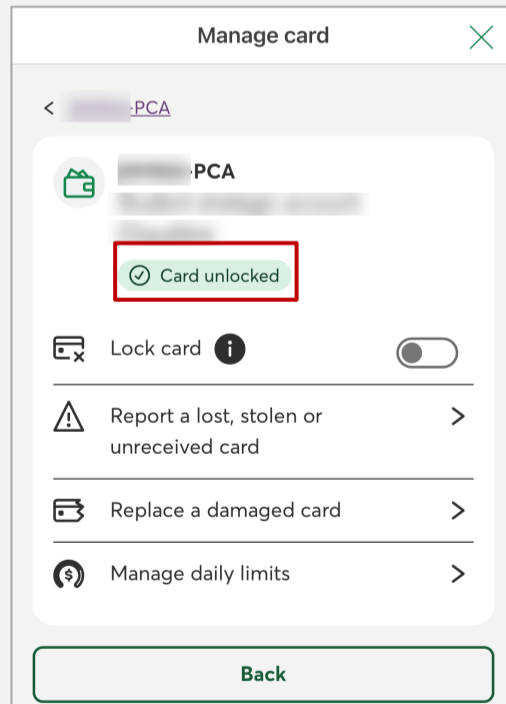 Manage card
-PCA
-PCA
Card unlocked
Lock card
Report a lost, stolen or
unreceived card
Replace a damaged card
Manage daily limits
Back